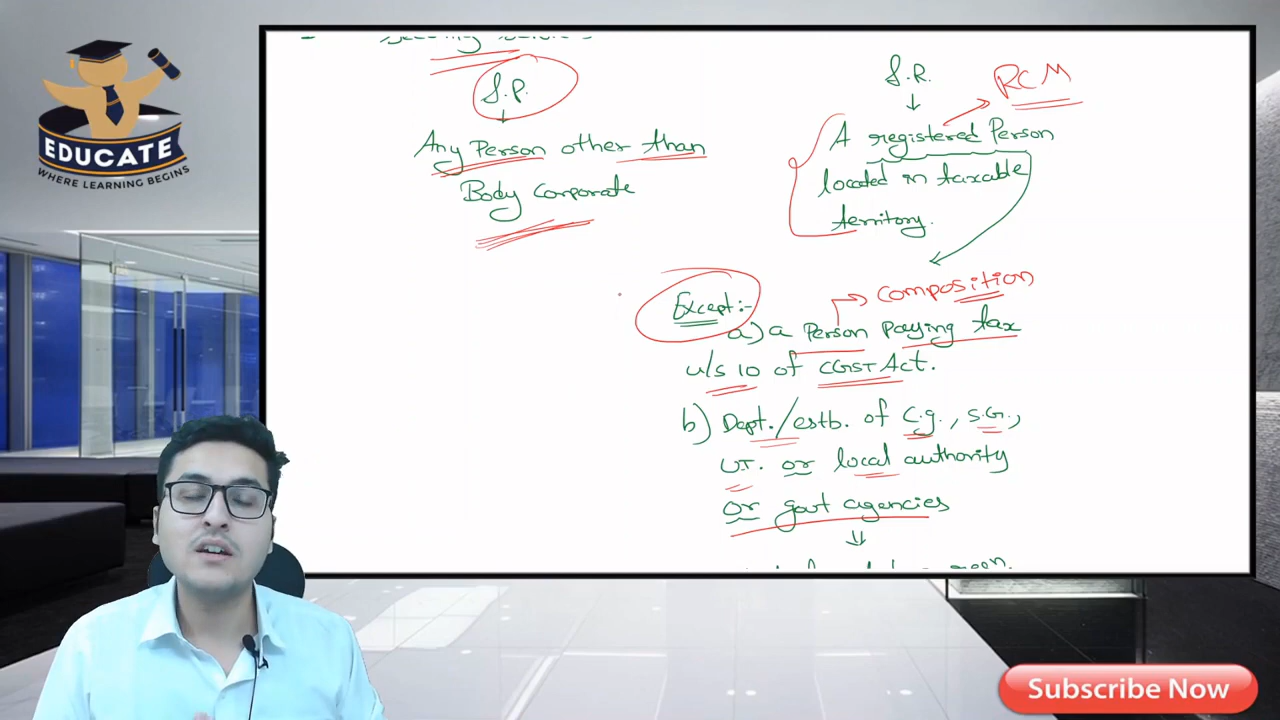 EDUCATE
WHERE LEARNING BEGINS
S.P.
Any Person other than
Body Corporate
S.R.
RCM
A registered Person
located in taxable
territory.
Composition
Except:-
a) a Person paying tax
u/s 10 of CGST Act.
b) Dept./estb. of C.G., S.G.,
U.T. or local authority
or govt agencies
Subscribe Now